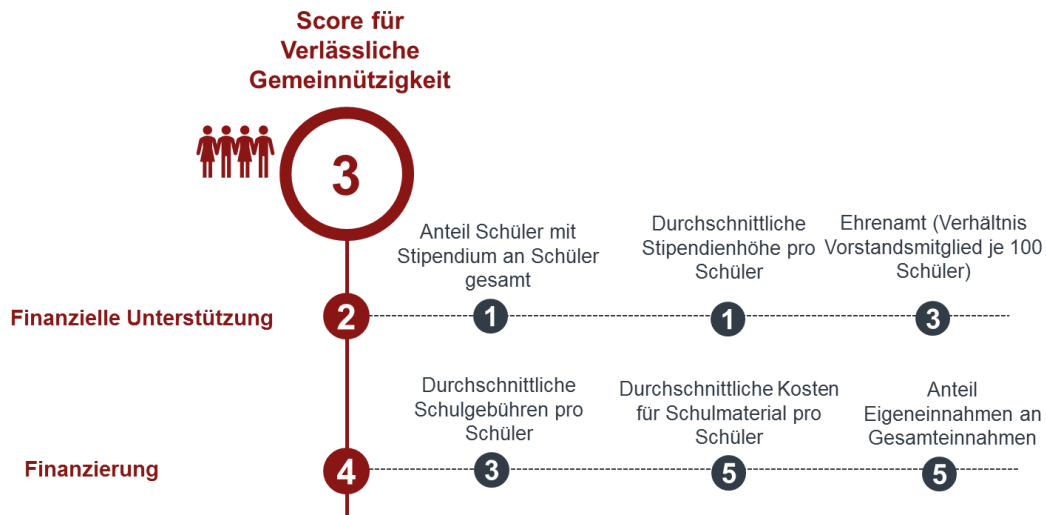 Score für
Verlässliche
Gemeinnützigkeit
3
Anteil Schüler mit
Stipendium an Schüler
gesamt
Durchschnittliche
Stipendienhöhe pro
Schüler
Ehrenamt (Verhältnis
Vorstandsmitglied je 100
Schüler)
Finanzielle Unterstützung
2
1
1
3
Durchschnittliche
Schulgebühren pro
Schüler
Durchschnittliche Kosten
für Schulmaterial pro
Schüler
Anteil
Eigeneinnahmen an
Gesamteinnahmen
Finanzierung
4
3
5
5